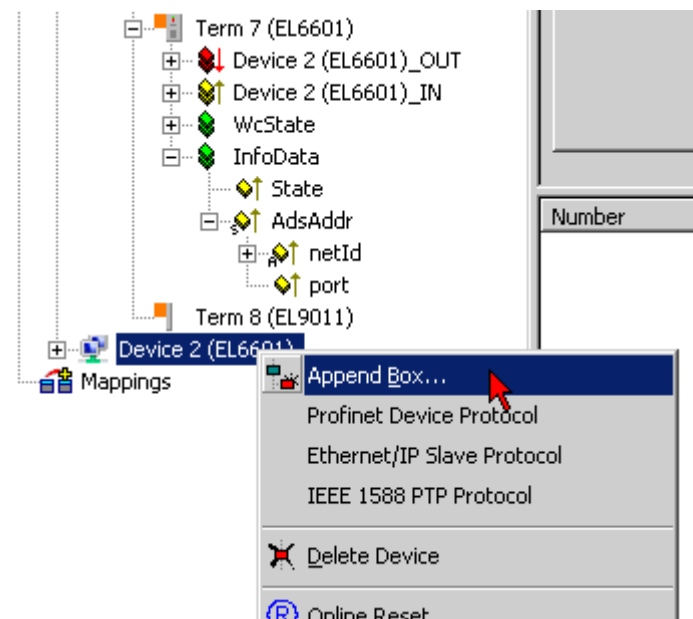 Term 7 (EL6601)
Device 2 (EL6601)_OUT
Device 2 (EL6601)_IN
WcState
InfoData
State
AdsAddr
netId
port
Term 8 (EL9011)
Device 2 (EL6601)
Mappings
Number
Append Box...
Profinet Device Protocol
Ethernet/IP Slave Protocol
IEEE 1588 PTP Protocol
Delete Device
Online Reset